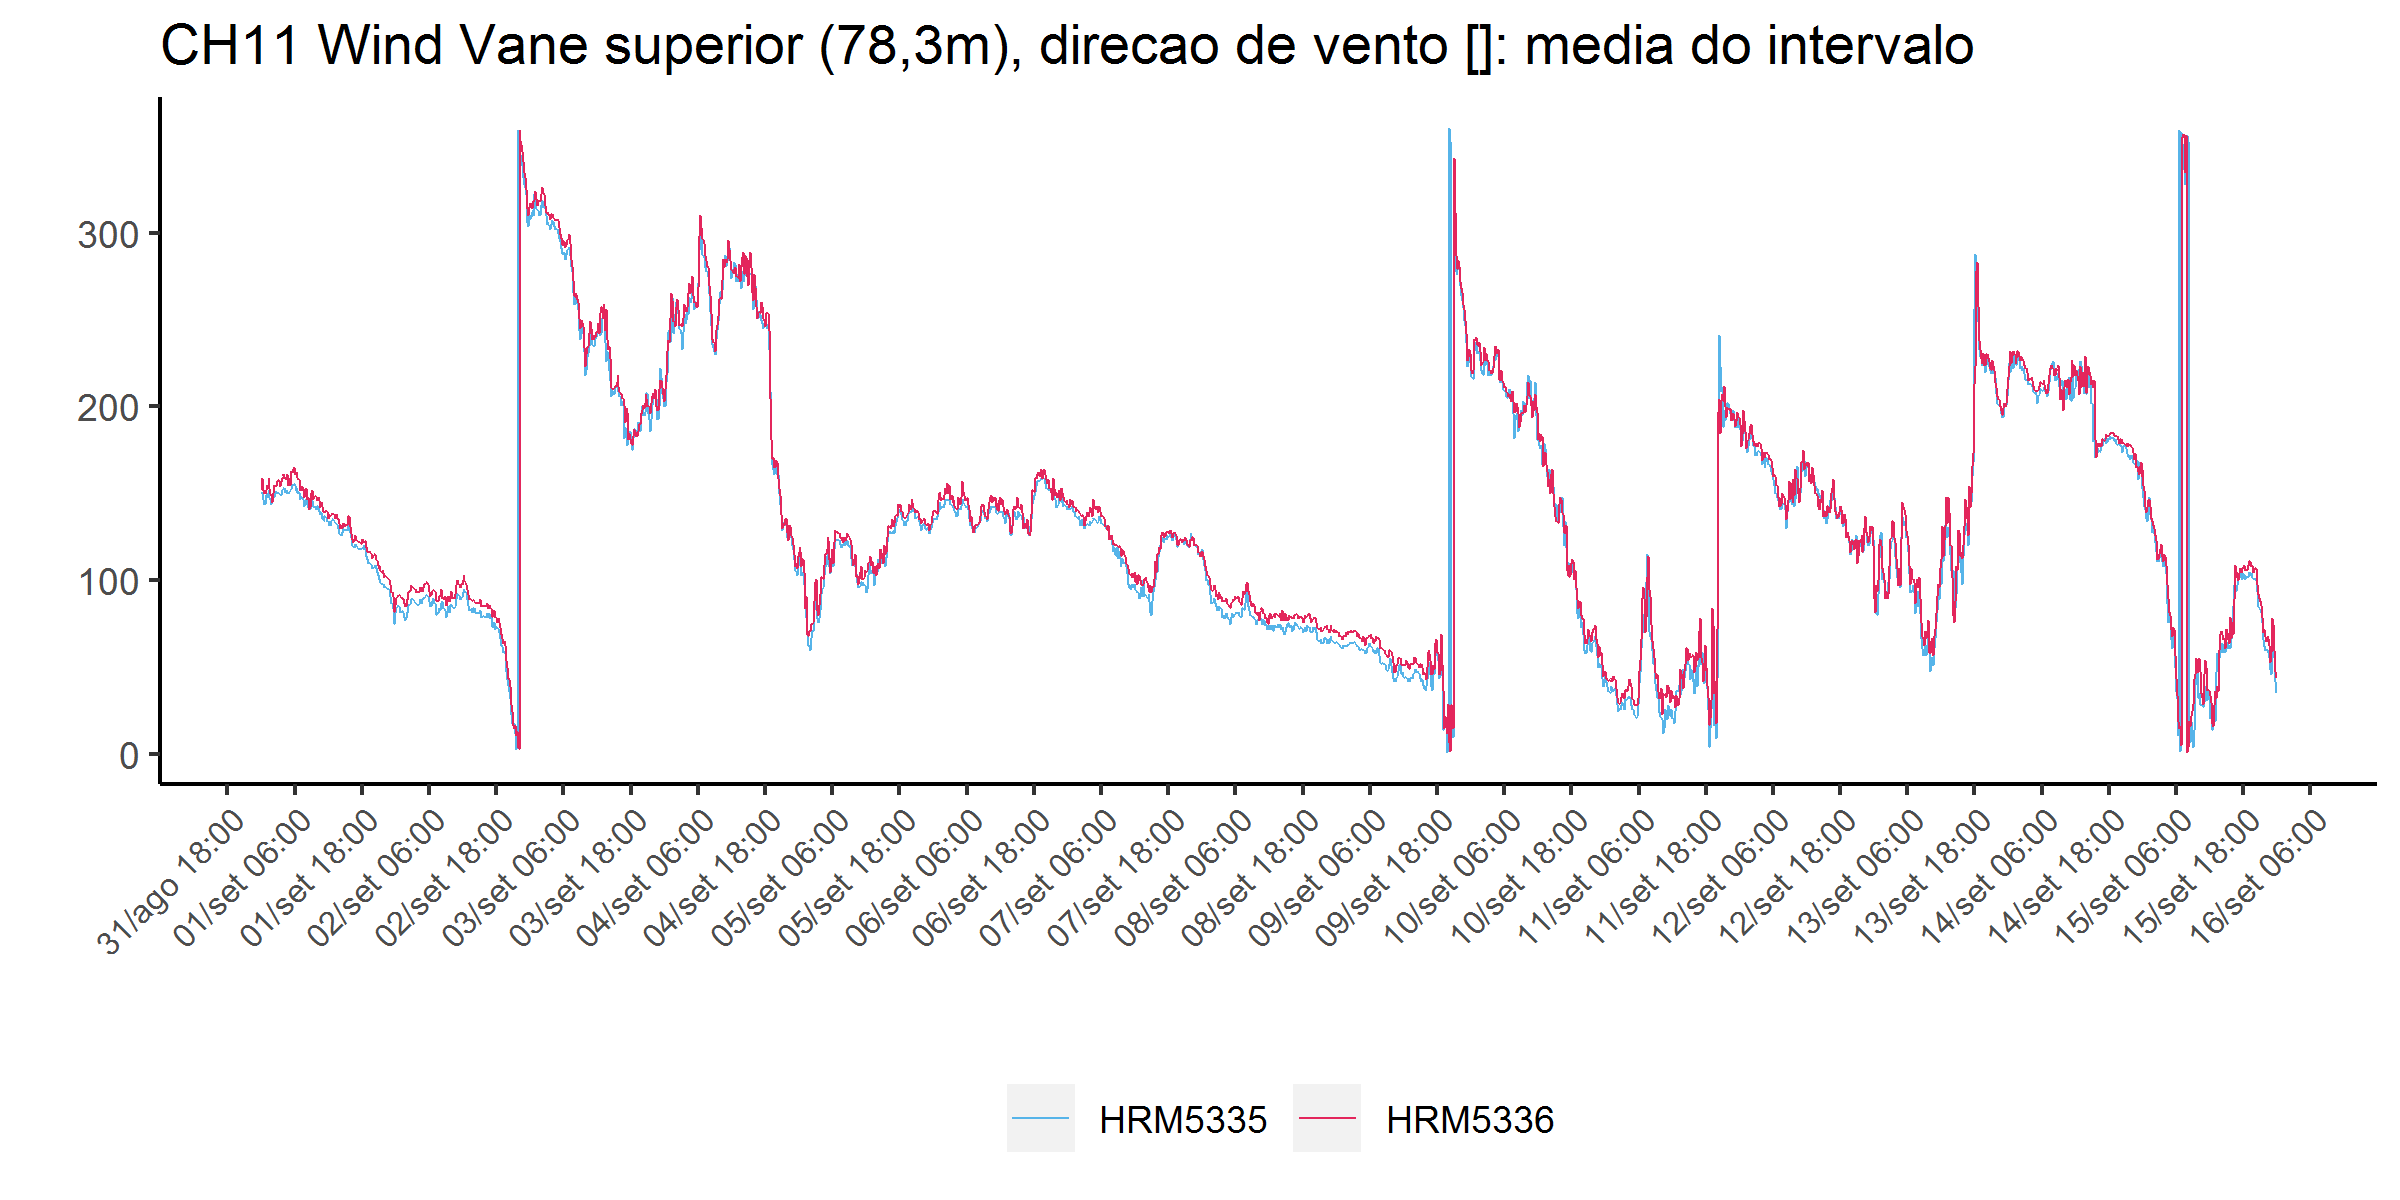 CH11 Wind Vane superior (78,3m), direcao de vento []: media do intervalo
300
200
100
0
31/ago 18:00
01/set 06:00
01/set 18:00
02/set 06:00
02/set 18:00
03/set 06:00
03/set 18:00
04/set 06:00
04/set 18:00
05/set 06:00
05/set 18:00
06/set 06:00
06/set 18:00
07/set 06:00
07/set 18:00
08/set 06:00
08/set 18:00
09/set 06:00
09/set 18:00
10/set 06:00
10/set 18:00
11/set 06:00
11/set 18:00
12/set 06:00
12/set 18:00
13/set 06:00
13/set 18:00
14/set 06:00
14/set 18:00
15/set 06:00
15/set 18:00
16/set 06:00
HRM5335
HRM5336